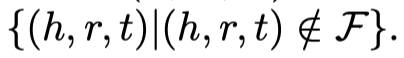 {(h, r, t)|(h, r, t) ∉ ℱ}.